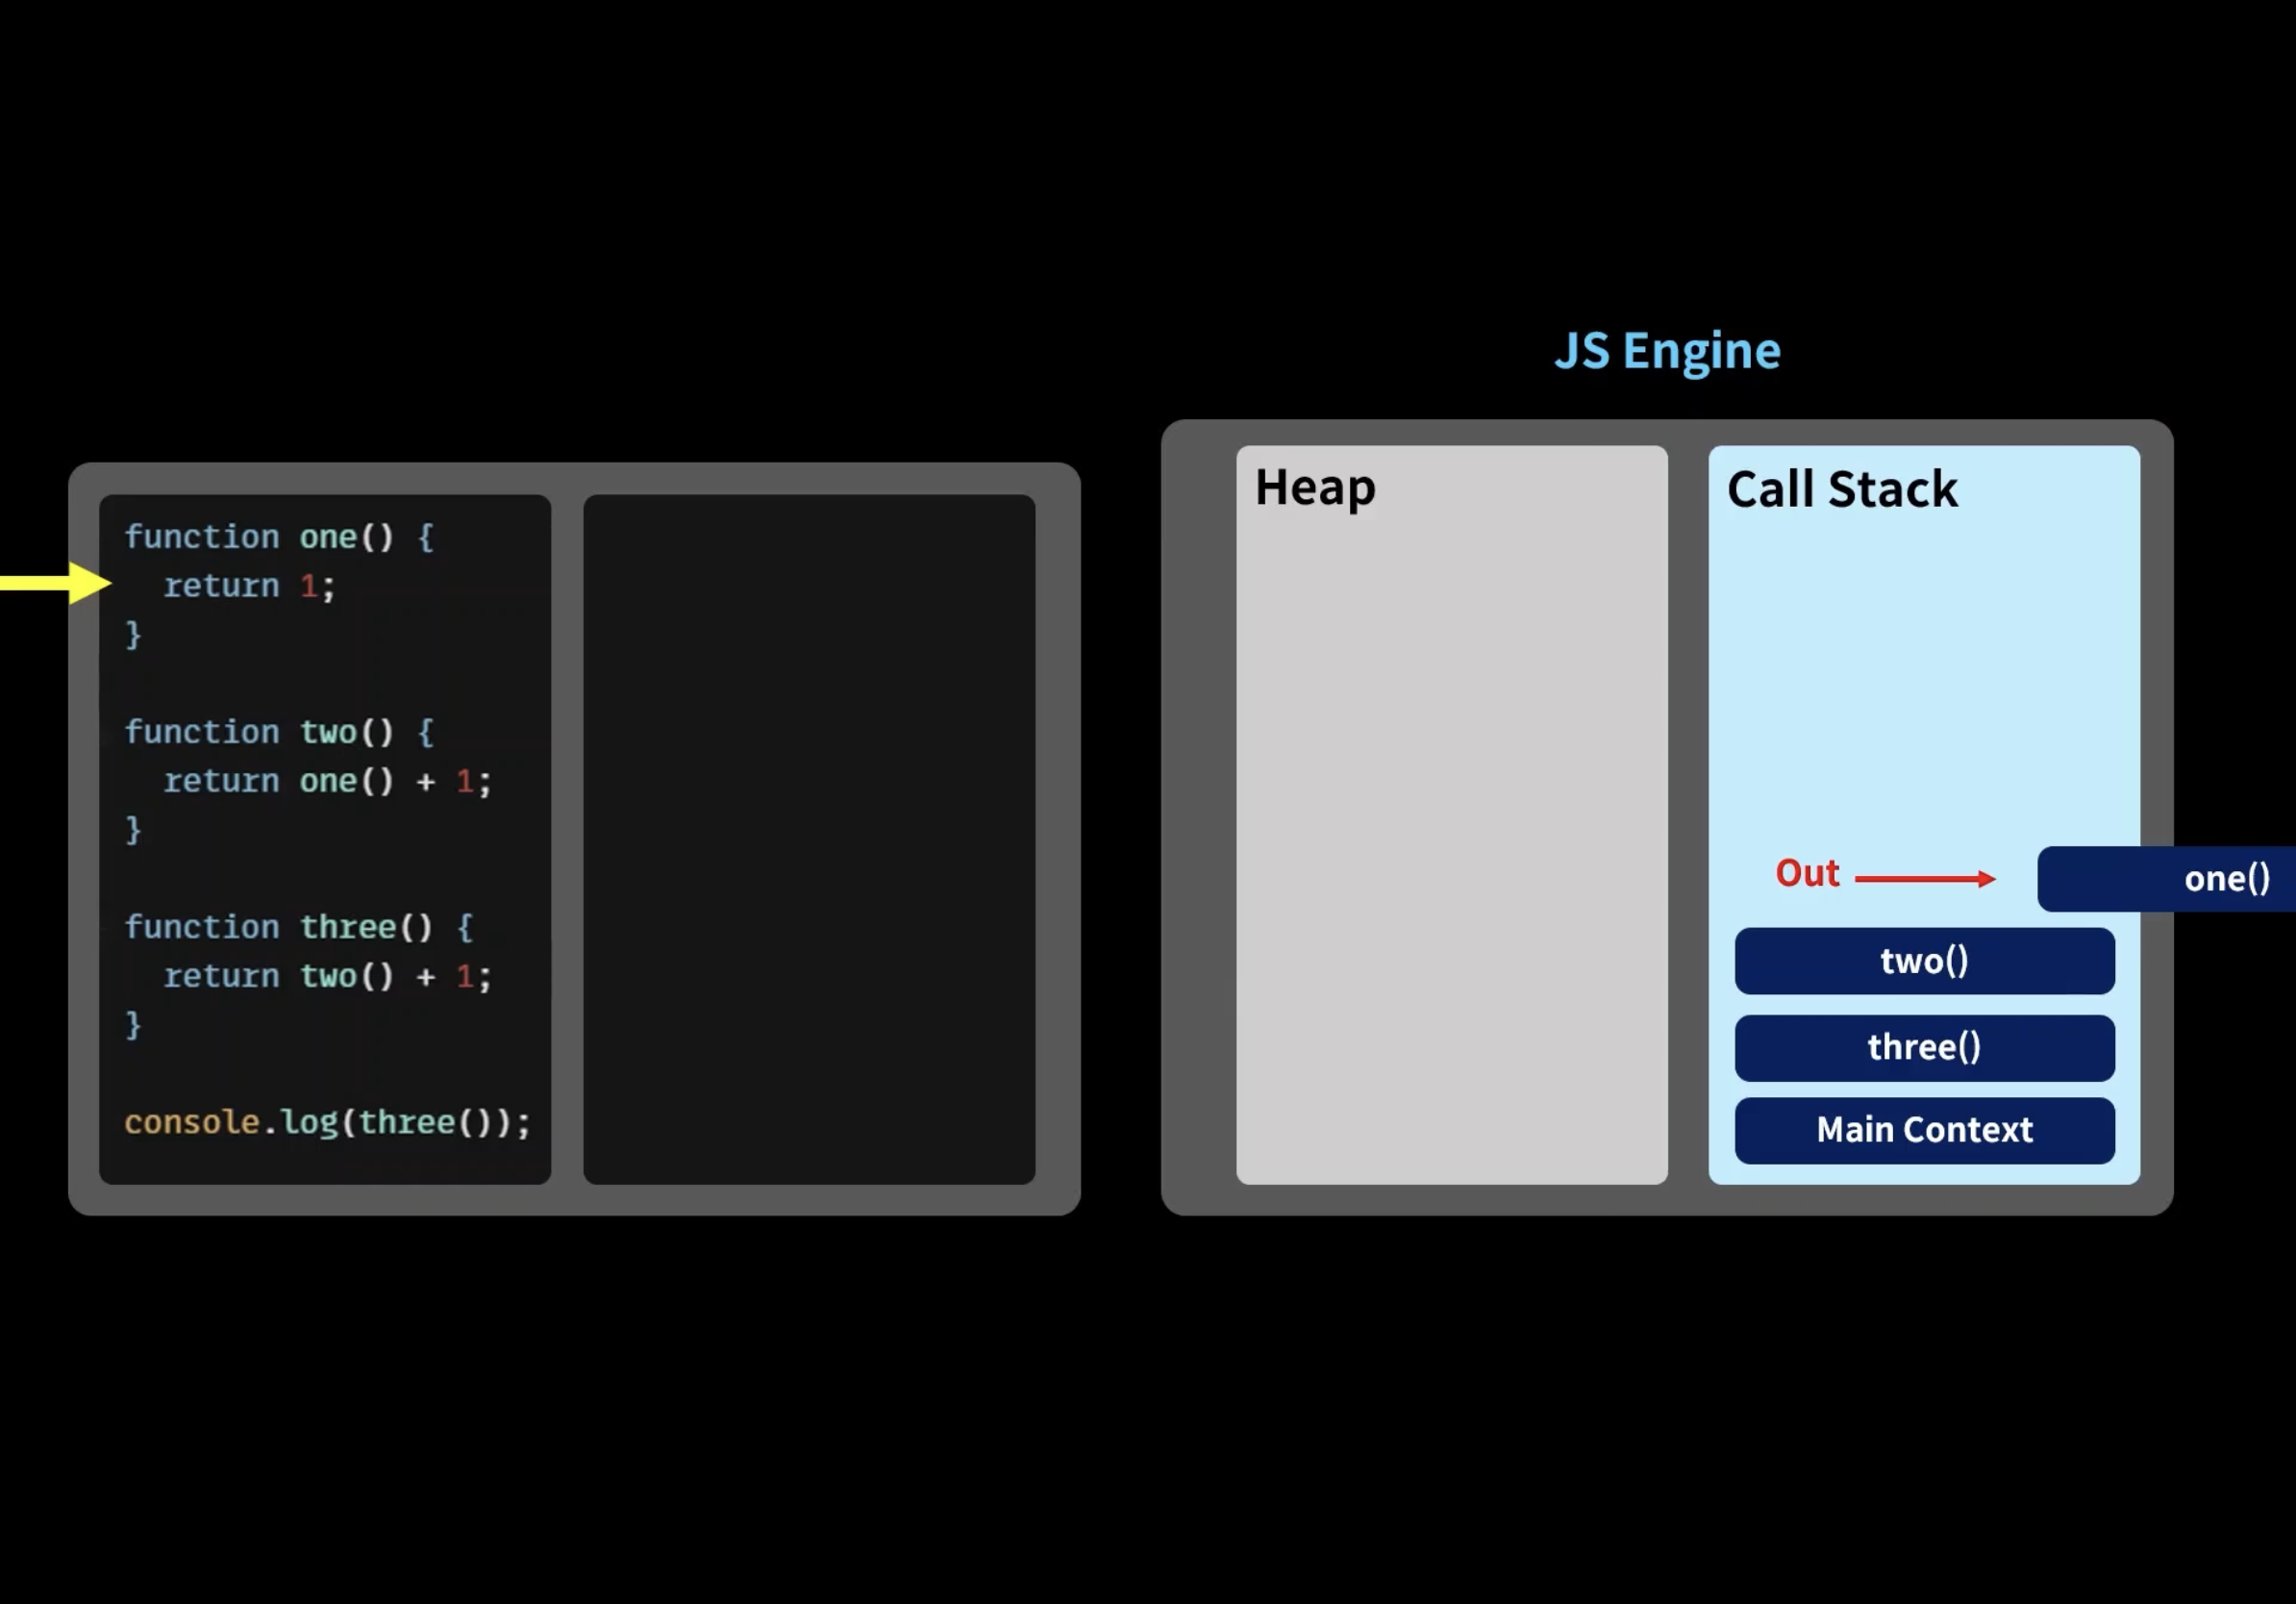 function one() {
  return 1;
}
function two() {
  return one() + 1;
}
function three() {
  return two() + 1;
}
console.log(three());
JS Engine
Heap
Call Stack
Out
one()
two()
three()
Main Context